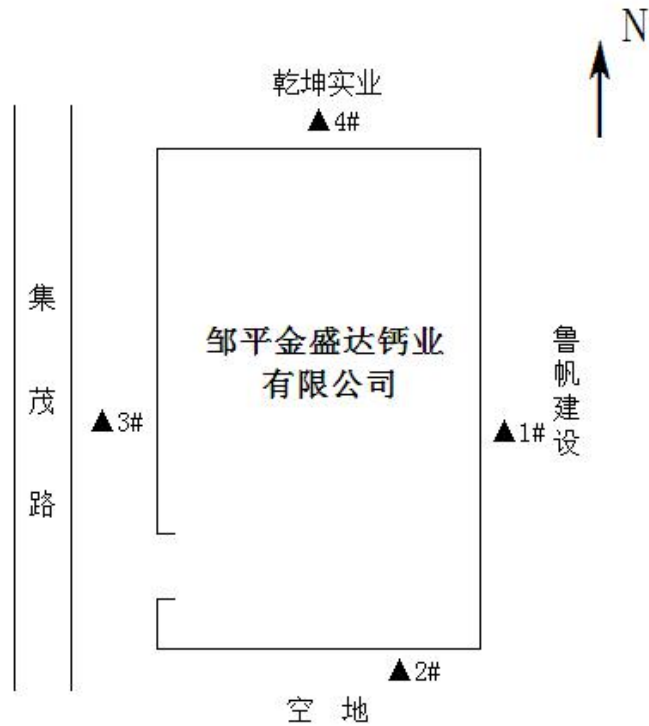 N
乾坤实业
▲4#
集茂路
邹平金盛达钙业
有限公司
鲁帆建设
▲3#
▲1#
▲2#
空 地